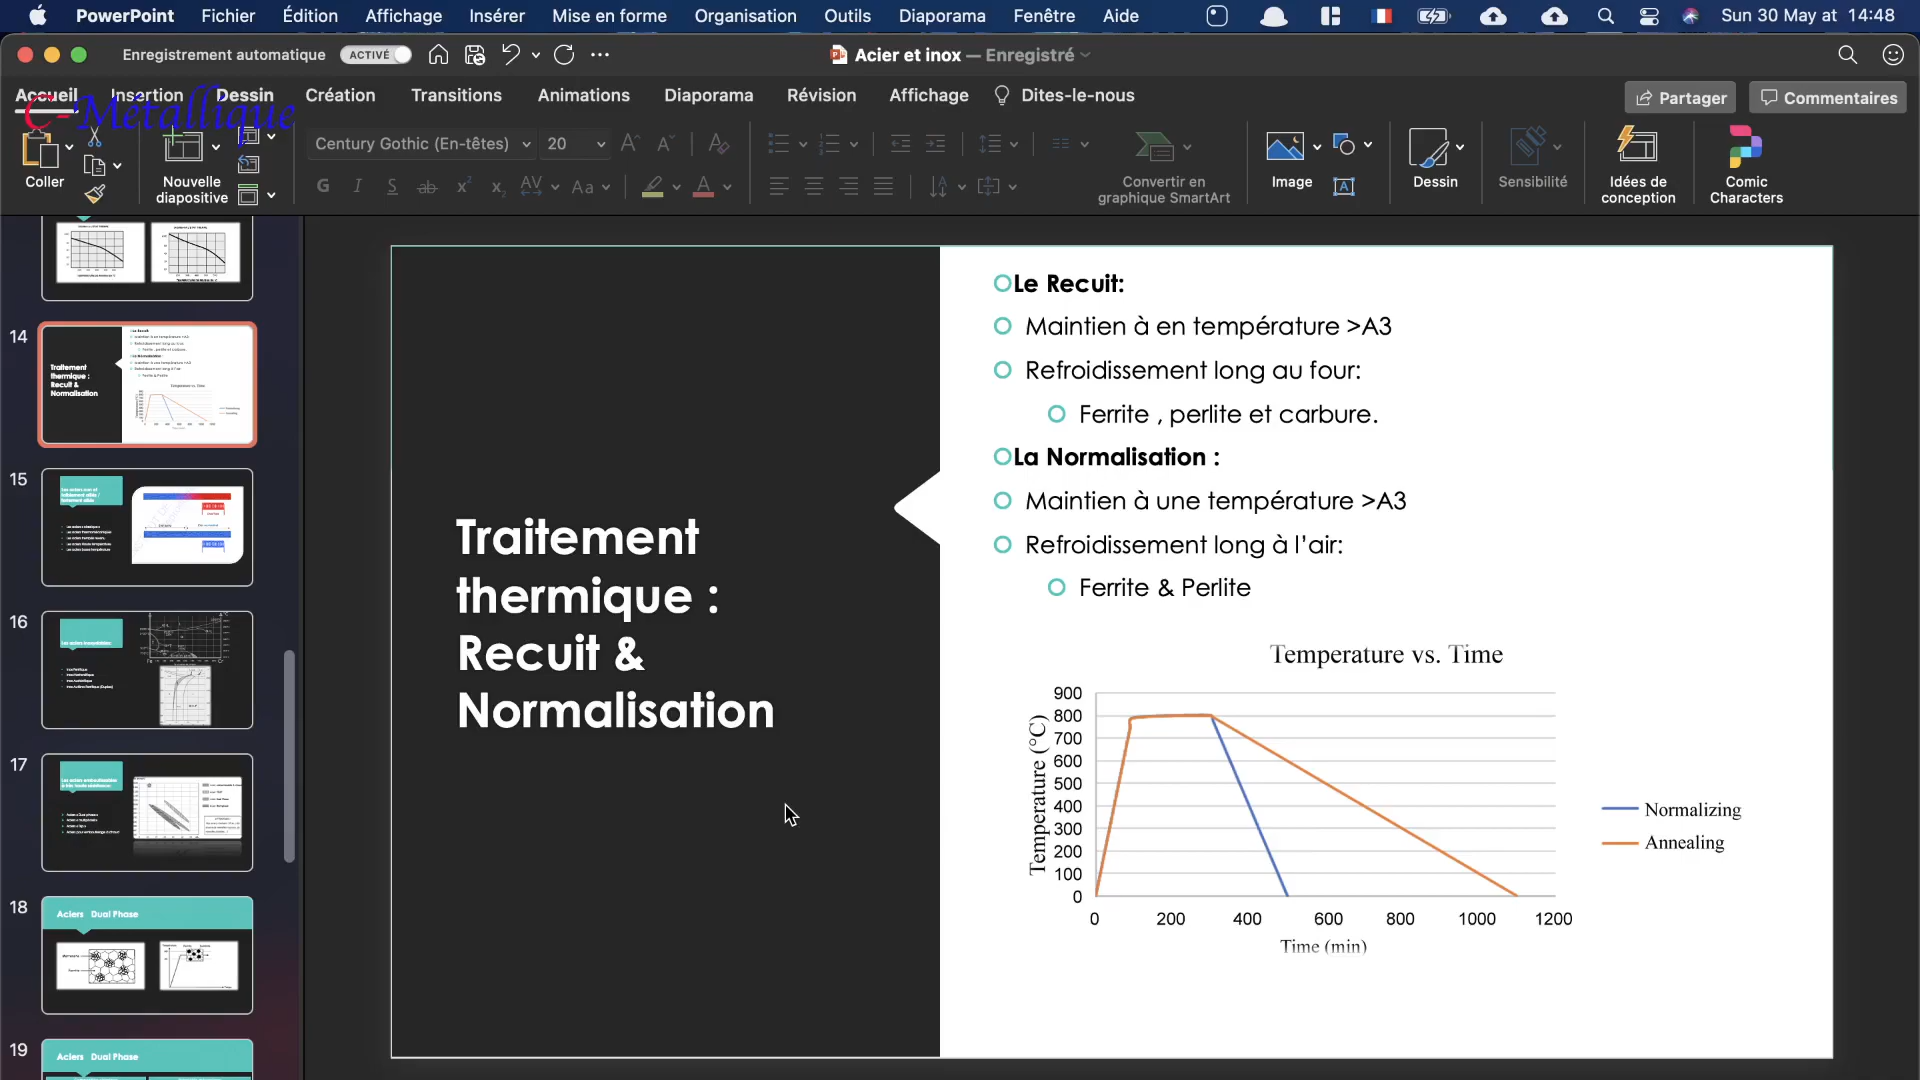 PowerPoint Fichier Édition Affichage Insérer Mise en forme Organisation Outils Diaporama Fenêtre Aide Sun 30 May at 14:48
Enregistrement automatique ACTIVÉ Acier et inox — Enregistré
Accueil Insertion Dessin Création Transitions Animations Diaporama Révision Affichage Dites-le-nous Partager Commentaires
C-Métallique
Century Gothic (En-têtes) 20
Coller
Nouvelle
diapositive
Convertir en
graphique SmartArt
Image
Dessin
Sensibilité
Idées de
conception
Comic
Characters
14
Traitement
thermique :
Recuit &
Normalisation
15
16
17
18
Aciers Dual Phase
19
Aciers Dual Phase
Traitement
thermique :
Recuit &
Normalisation
Le Recuit:
Maintien à en température >A3
Refroidissement long au four:
Ferrite , perlite et carbure.
La Normalisation :
Maintien à une température >A3
Refroidissement long à l’air:
Ferrite & Perlite
Temperature vs. Time
Temperature (°C)
900
800
700
600
500
400
300
200
100
0
0 200 400 600 800 1000 1200
Time (min)
Normalizing
Annealing